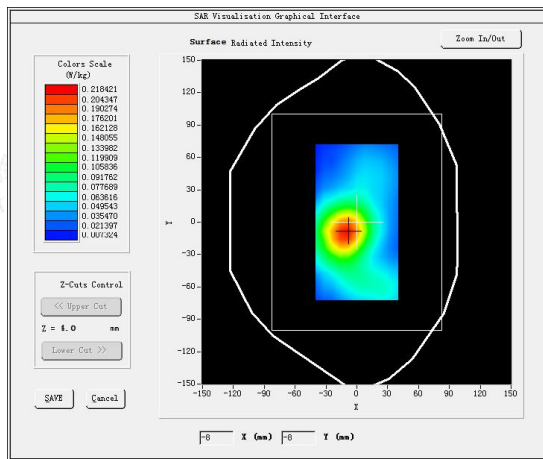 SAR Visualisation Graphical Interface
Surface Radiated Intensity
Zoom In/Out
Colors Scale
(W/kg)
0.218421
0.204347
0.190274
0.176201
0.162128
0.148055
0.133982
0.119909
0.105836
0.091762
0.077689
0.063616
0.049543
0.035470
0.021397
0.007324
Z-Cuts Control
<< Upper Cut
Z = 4.0 mm
Lower Cut >>
SAVE
Cancel
150
120
90
60
30
0
-30
-60
-90
-120
-150
Y
-150 -120 -90 -60 -30 0 30 60 90 120 150
X
-8 X (mm) -8 Y (mm)